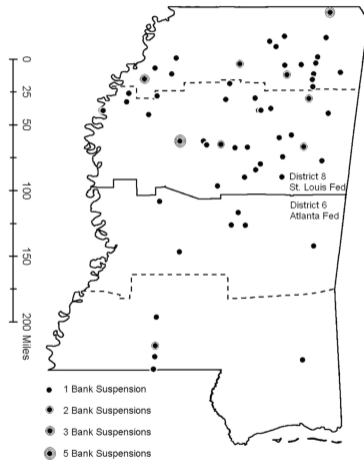 0
25
50
100
150
200 Miles
District 8
St. Louis Fed
District 6
Atlanta Fed
1 Bank Suspension
2 Bank Suspensions
3 Bank Suspensions
5 Bank Suspensions